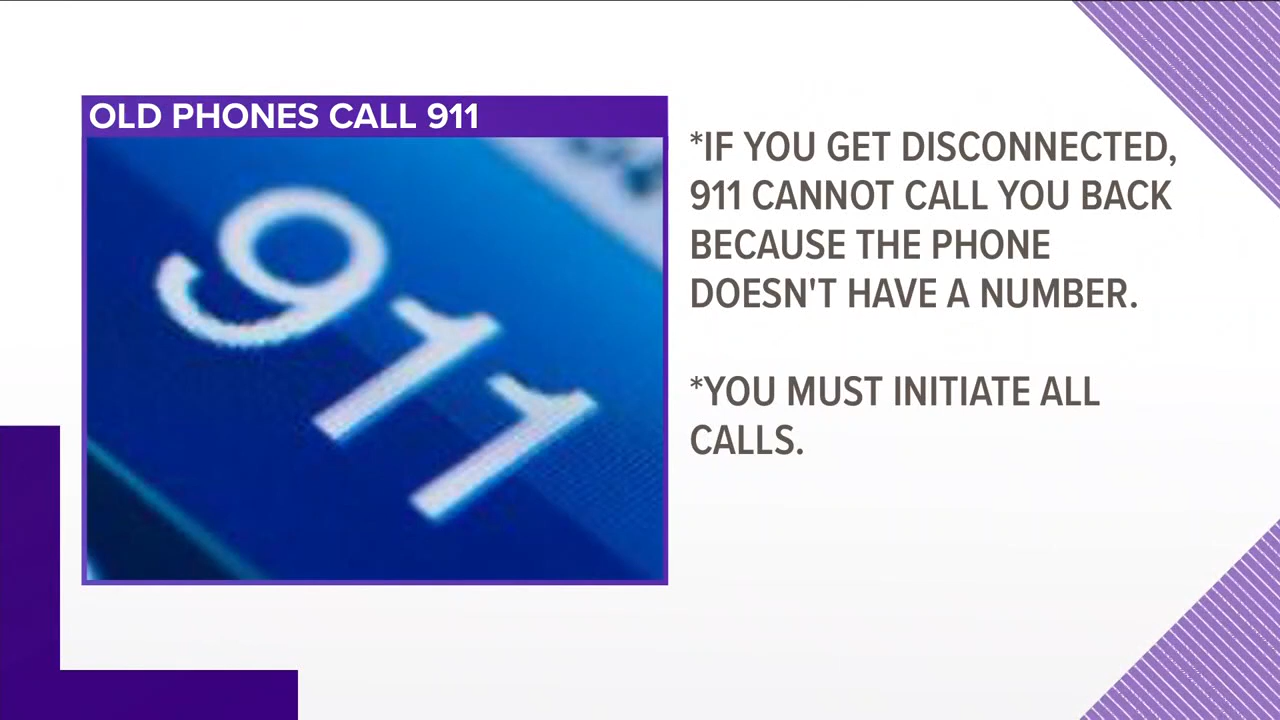 OLD PHONES CALL 911
911
*IF YOU GET DISCONNECTED,
911 CANNOT CALL YOU BACK
BECAUSE THE PHONE
DOESN'T HAVE A NUMBER.
*YOU MUST INITIATE ALL
CALLS.